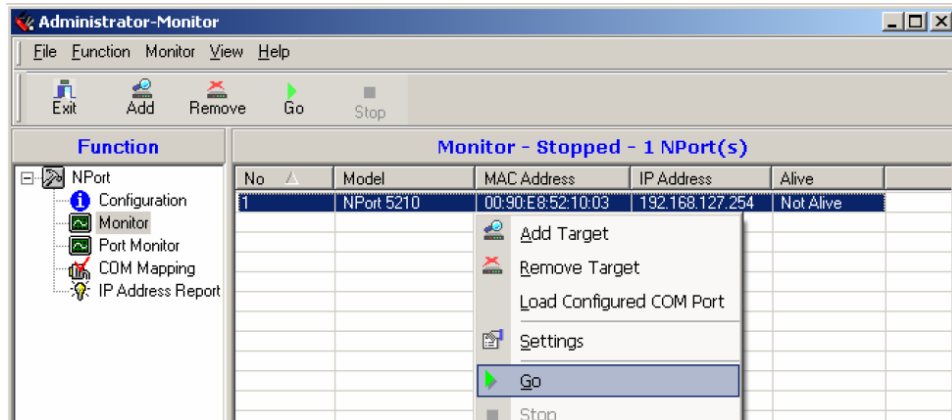 Administrator-Monitor
File Function Monitor View Help
Exit Add Remove Go Stop
Function
Monitor - Stopped - 1 NPort(s)
NPort
Configuration
Monitor
Port Monitor
COM Mapping
IP Address Report
No Model MAC Address IP Address Alive
1 NPort 5210 00:90:E8:52:10:03 192.168.127.254 Not Alive
Add Target
Remove Target
Load Configured COM Port
Settings
Go
Stop